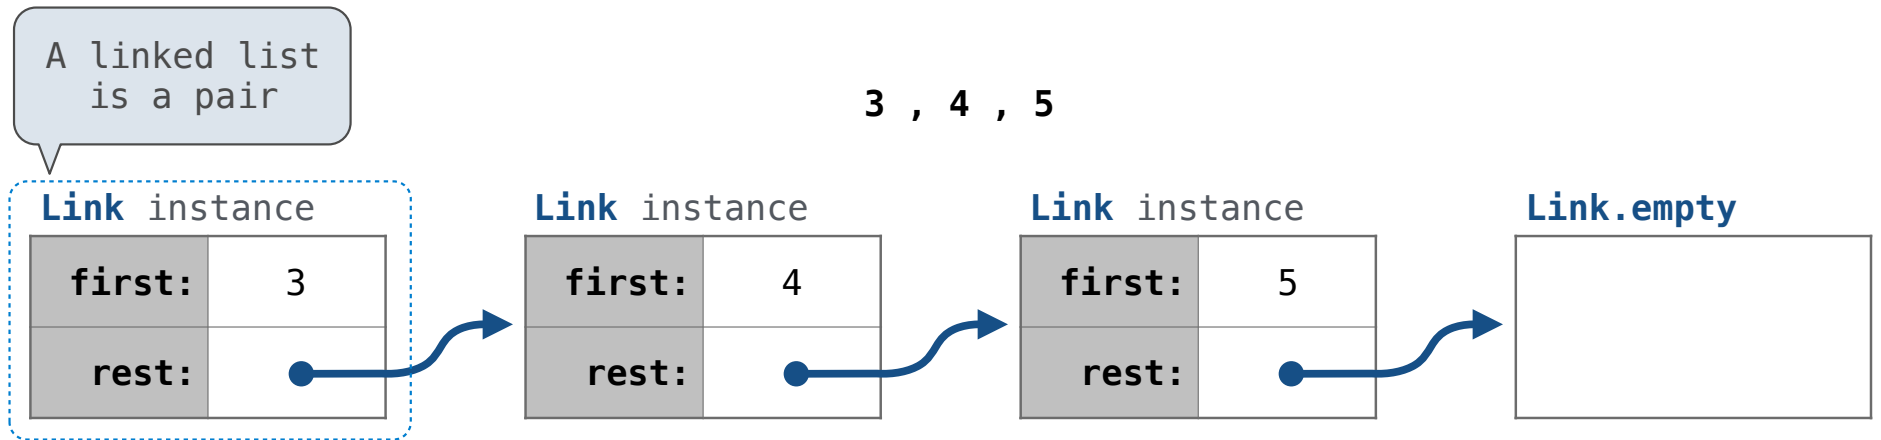 A linked list
is a pair
3 , 4 , 5
Link instance
first: 3
rest:
Link instance
first: 4
rest:
Link instance
first: 5
rest:
Link.empty